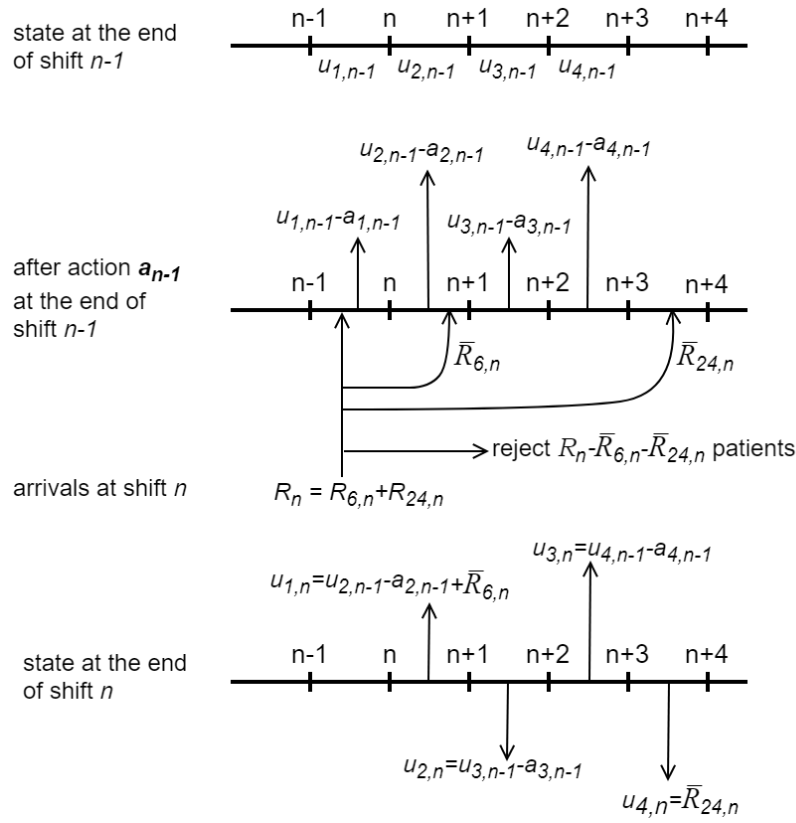 state at the end
of shift n-1
n-1 n n+1 n+2 n+3 n+4
u1,n-1 u2,n-1 u3,n-1 u4,n-1
u2,n-1-a2,n-1 u4,n-1-a4,n-1
u1,n-1-a1,n-1 u3,n-1-a3,n-1
after action an-1
at the end of
shift n-1
n-1 n n+1 n+2 n+3 n+4
R̅6,n R̅24,n
reject Rn-R̅6,n-R̅24,n patients
arrivals at shift n Rn = R6,n+R24,n
u3,n=u4,n-1-a4,n-1
u1,n=u2,n-1-a2,n-1+R̅6,n
state at the end
of shift n
n-1 n n+1 n+2 n+3 n+4
u2,n=u3,n-1-a3,n-1
u4,n=R̅24,n